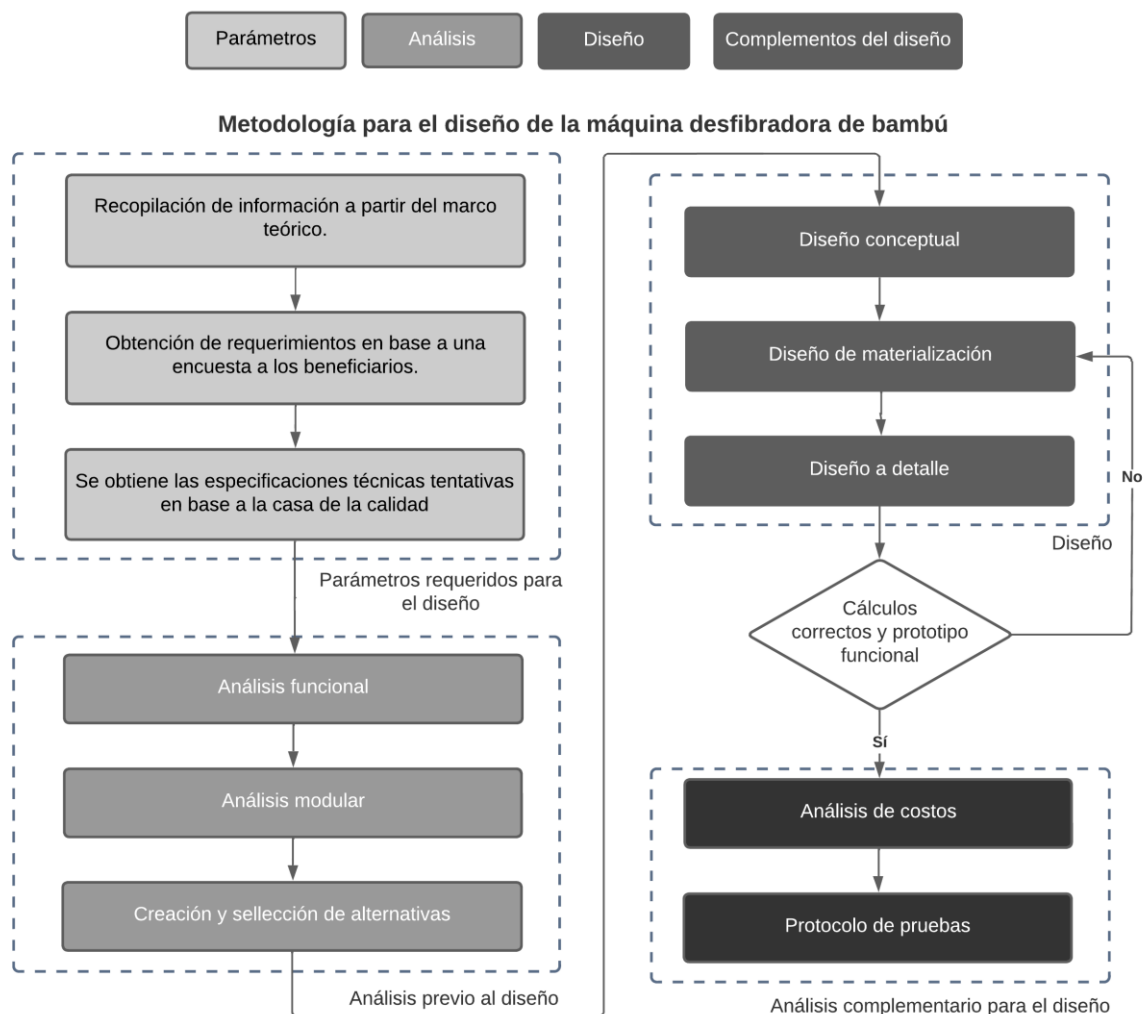 Parámetros
Análisis
Diseño
Complementos del diseño
Metodología para el diseño de la máquina desfibradora de bambú
Recopilación de información a partir del marco
teórico.
Obtención de requerimientos en base a una
encuesta a los beneficiarios.
Se obtiene las especificaciones técnicas tentativas
en base a la casa de la calidad
Parámetros requeridos para
el diseño
Análisis funcional
Análisis modular
Creación y sellección de alternativas
Análisis previo al diseño
Diseño conceptual
Diseño de materialización
Diseño a detalle
No
Diseño
Cálculos
correctos y prototipo
funcional
Sí
Análisis de costos
Protocolo de pruebas
Análisis complementario para el diseño